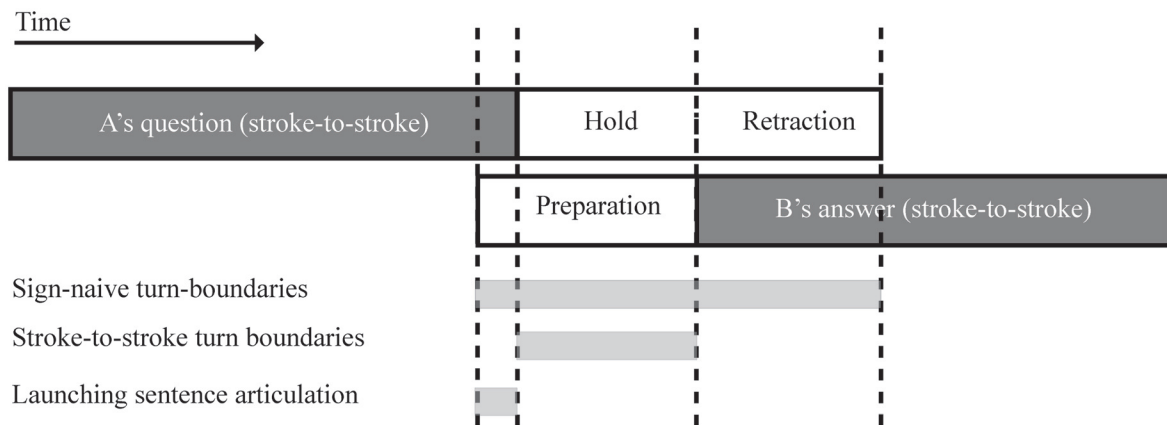 Time
A’s question (stroke-to-stroke) Hold Retraction
Preparation B’s answer (stroke-to-stroke)
Sign-naive turn-boundaries
Stroke-to-stroke turn boundaries
Launching sentence articulation